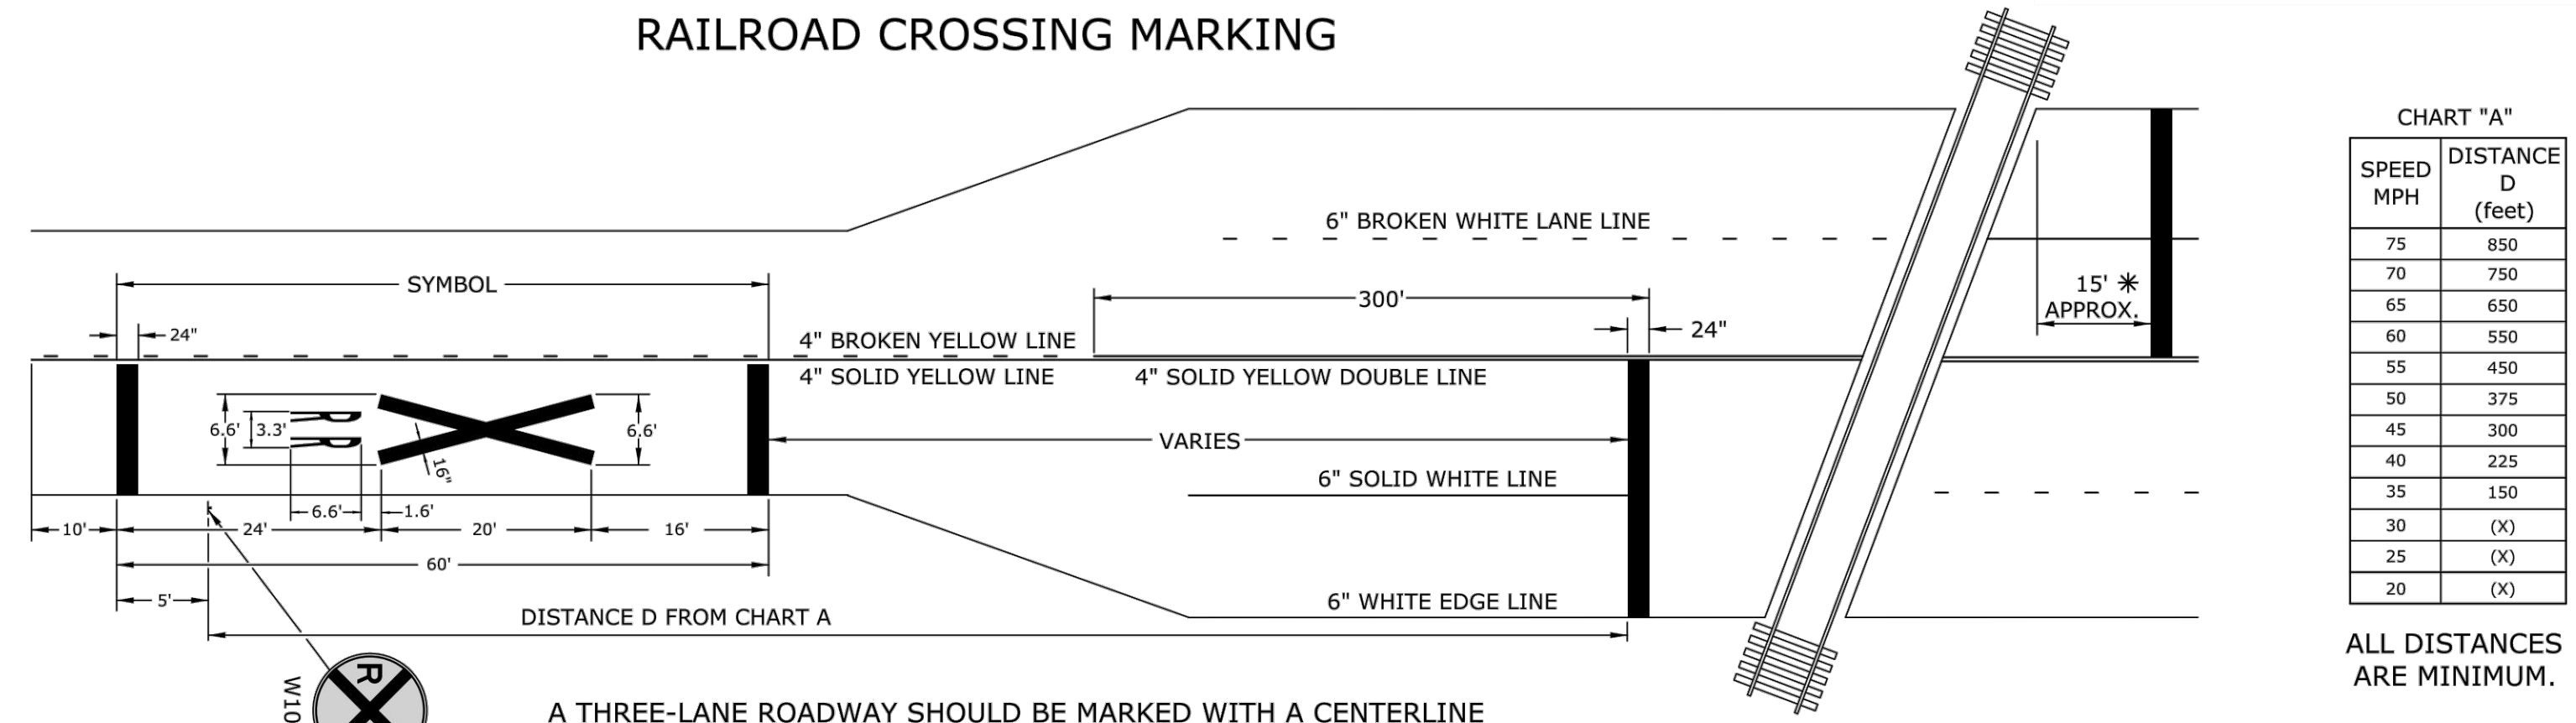 RAILROAD CROSSING MARKING
6" BROKEN WHITE LANE LINE
SYMBOL
15' *
APPROX.
300'
24"
24"
4" BROKEN YELLOW LINE
4" SOLID YELLOW LINE
4" SOLID YELLOW DOUBLE LINE
6.6'
3.3'
R
R
16"
6.6'
VARIES
6" SOLID WHITE LINE
6.6'
1.6'
10'
24'
20'
16'
60'
5'
6" WHITE EDGE LINE
DISTANCE D FROM CHART A
R
W10
A THREE-LANE ROADWAY SHOULD BE MARKED WITH A CENTERLINE
CHART "A"
SPEED MPH DISTANCE D (feet)
75 850
70 750
65 650
60 550
55 450
50 375
45 300
40 225
35 150
30 (X)
25 (X)
20 (X)
ALL DISTANCES
ARE MINIMUM.